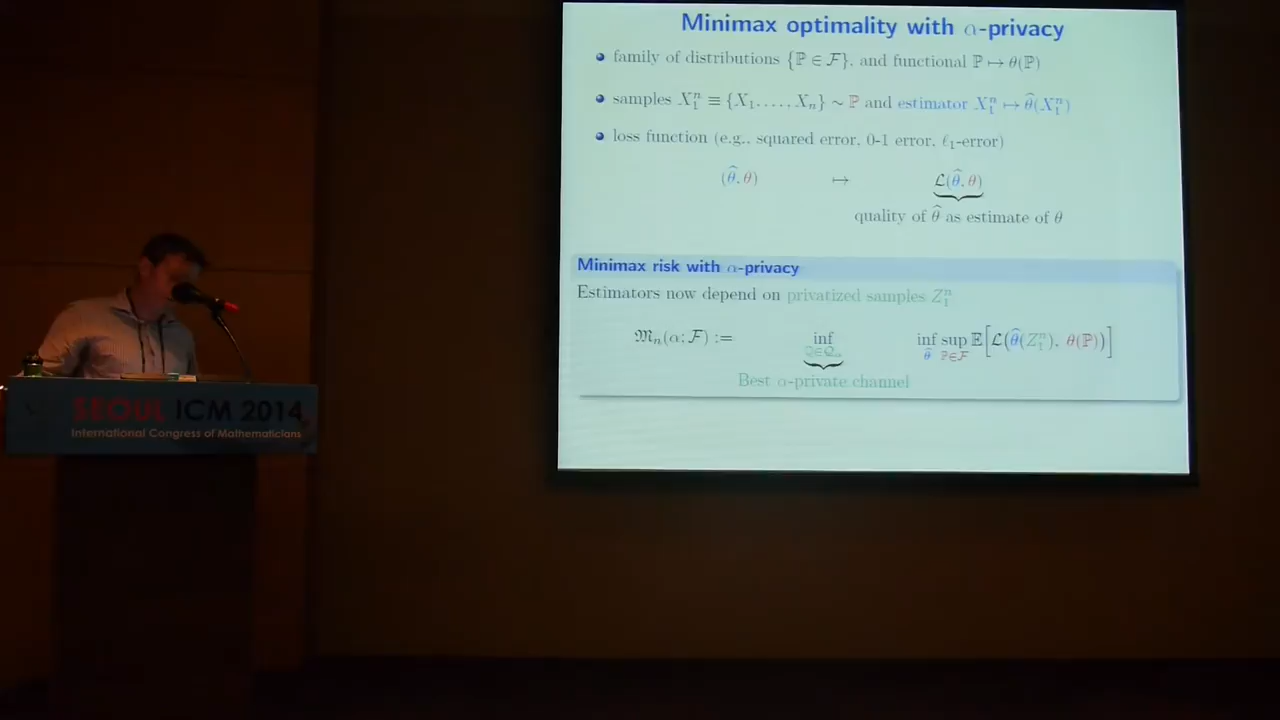 Minimax optimality with α-privacy
family of distributions {ℙ ∈ ℱ}, and functional ℙ ↦ θ(ℙ)
samples X₁ⁿ ≡ {X₁, . . . , Xₙ} ∼ ℙ and estimator X₁ⁿ ↦ θ̂(X₁ⁿ)
loss function (e.g., squared error, 0-1 error, ℓ₁-error)
(θ̂, θ) ↦ ℒ(θ̂, θ)
quality of θ̂ as estimate of θ
Minimax risk with α-privacy
Estimators now depend on privatized samples Z₁ⁿ
𝔐ₙ(α; ℱ) := inf inf sup 𝔼[ℒ(θ̂(Z₁ⁿ), θ(ℙ))]
ℚ∈𝒬α θ̂ ℙ∈ℱ
Best α-private channel
SEOUL ICM 2014
International Congress of Mathematicians